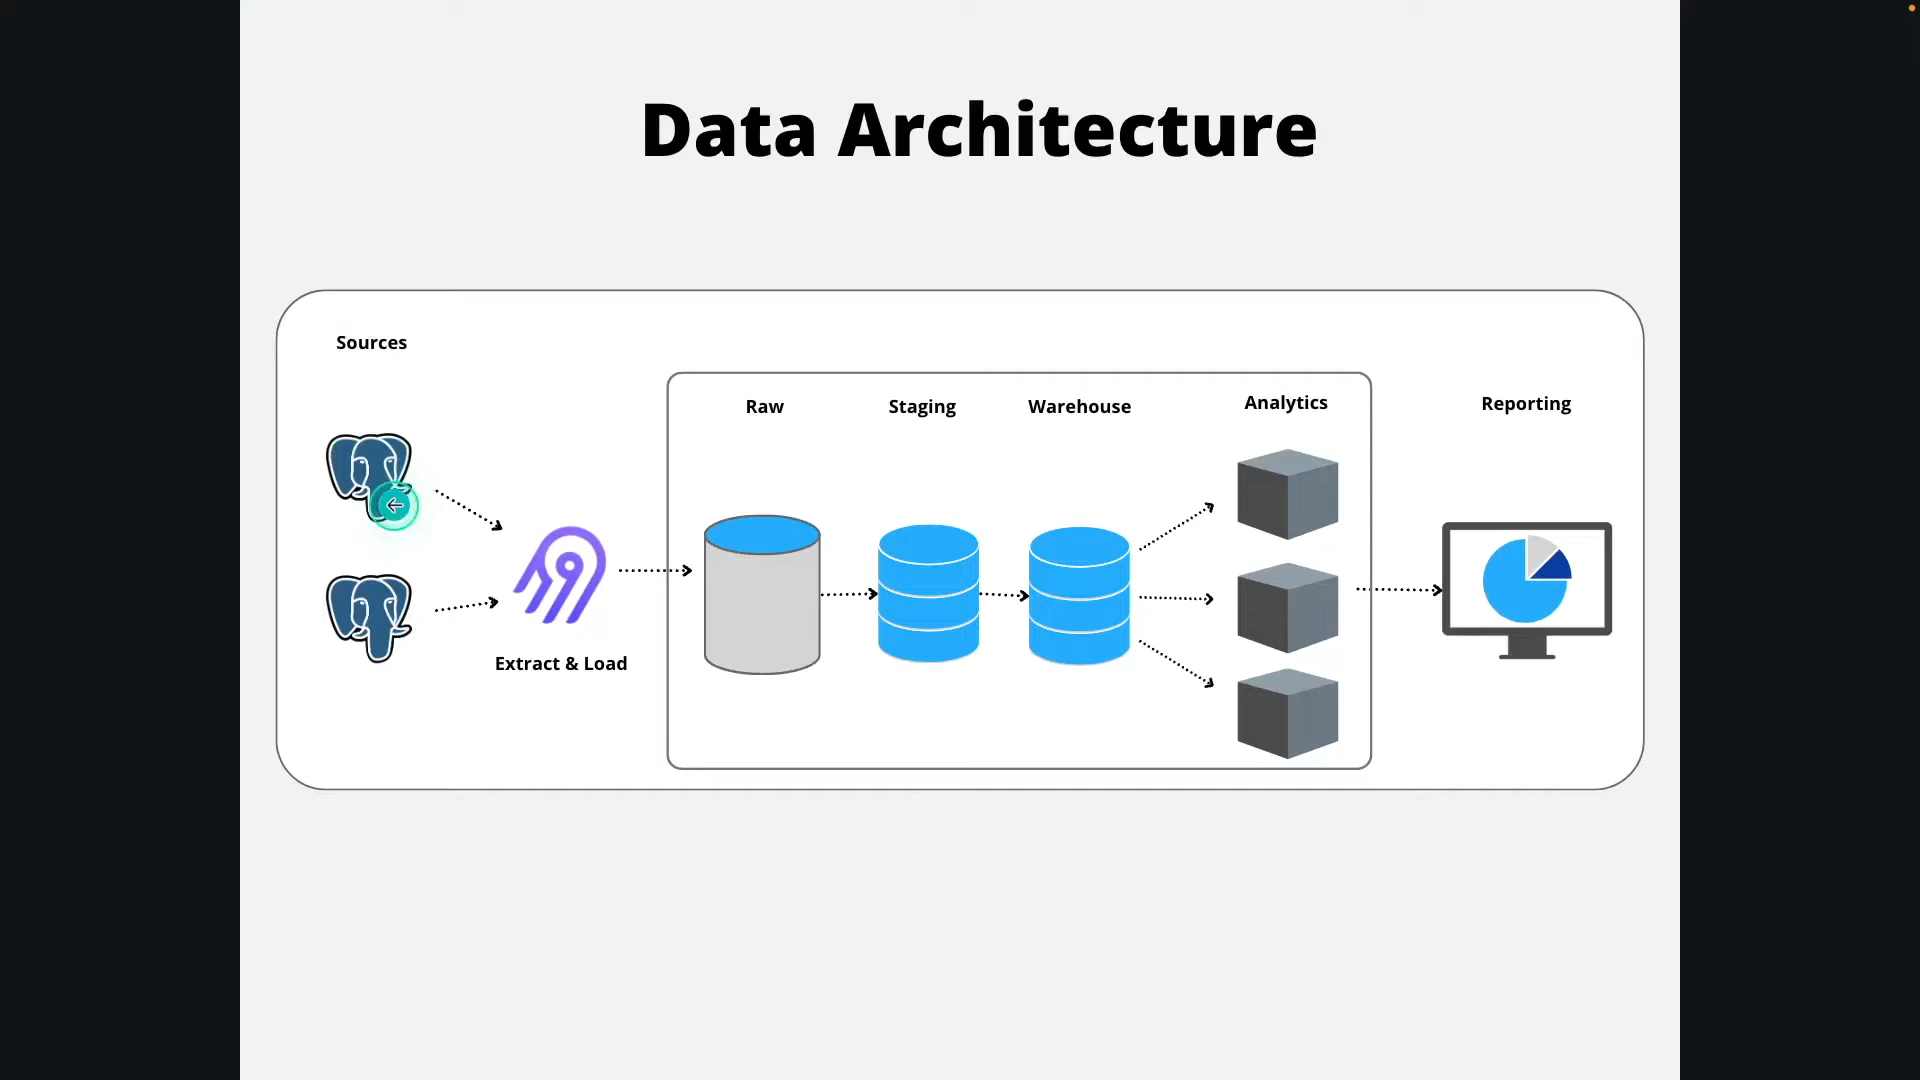 Data Architecture
Sources
Raw
Staging
Warehouse
Analytics
Reporting
Extract & Load